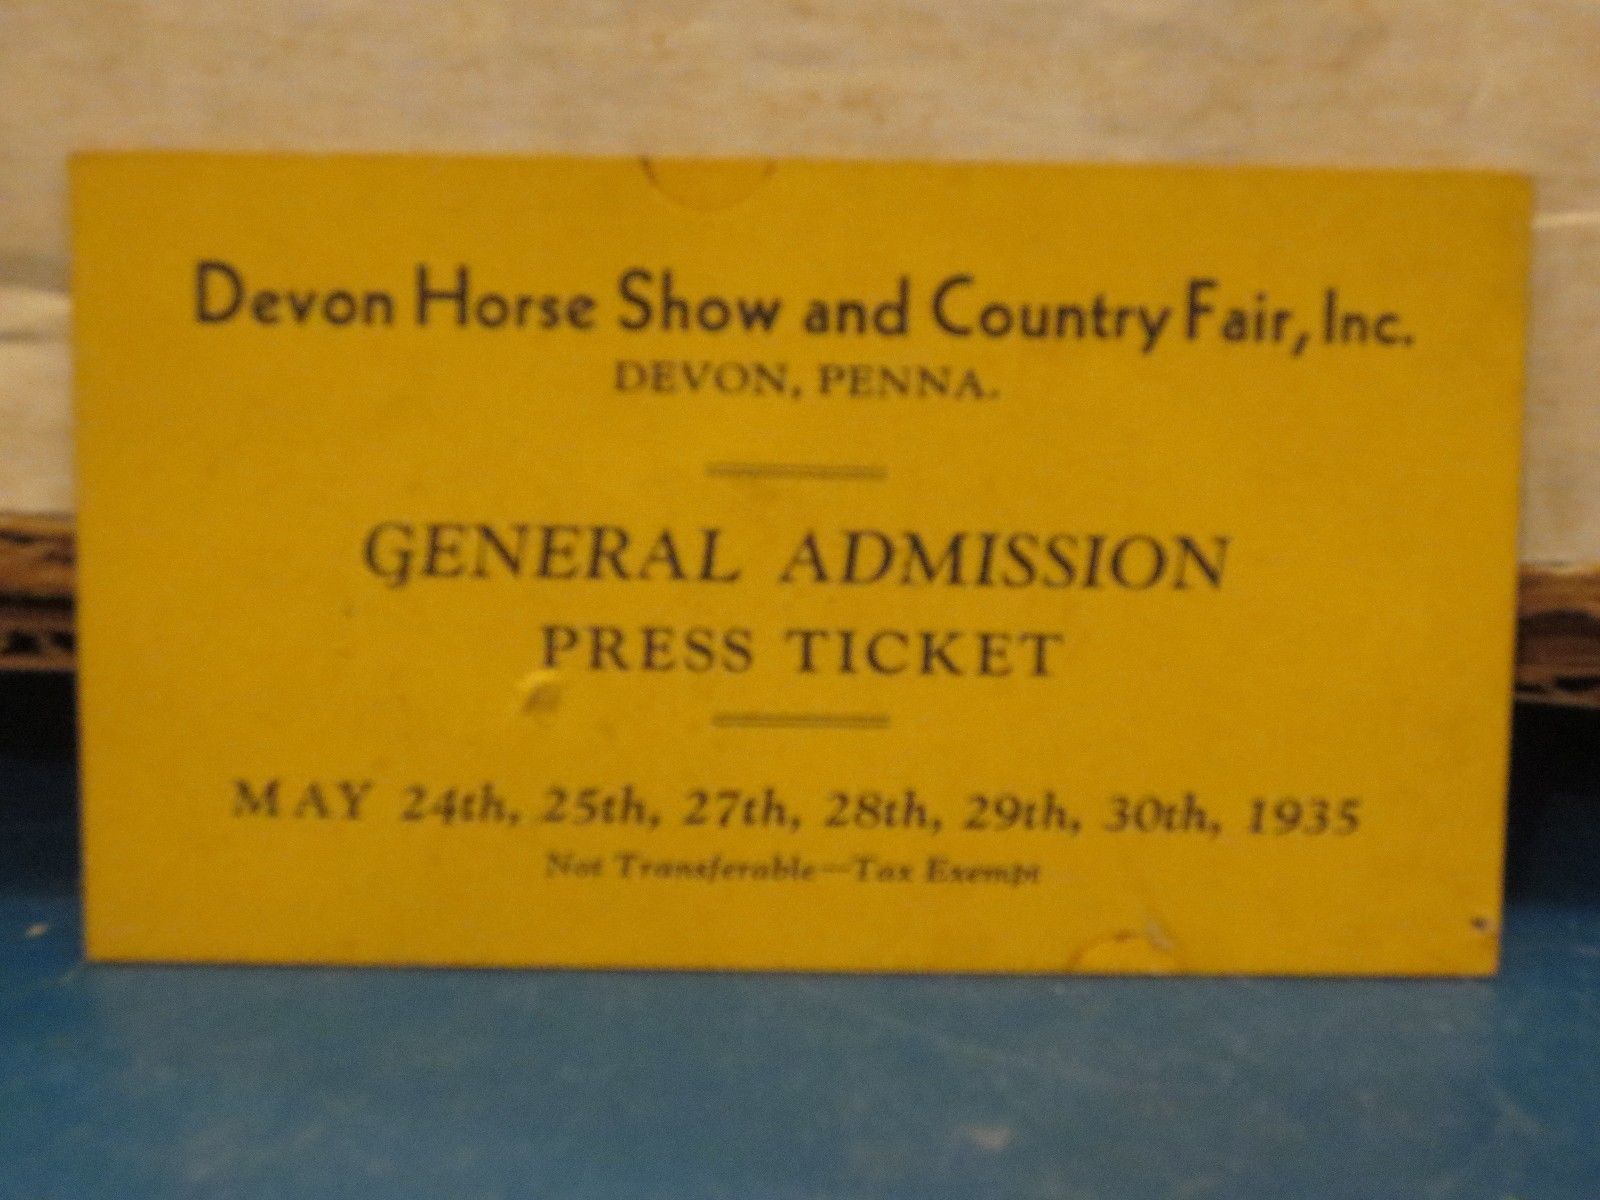 Devon Horse Show and Country Fair, Inc.
DEVON, PENNA.
GENERAL ADMISSION
PRESS TICKET
MAY 24th, 25th, 27th, 28th, 29th, 30th, 1935
Not Transferable—Tax Exempt